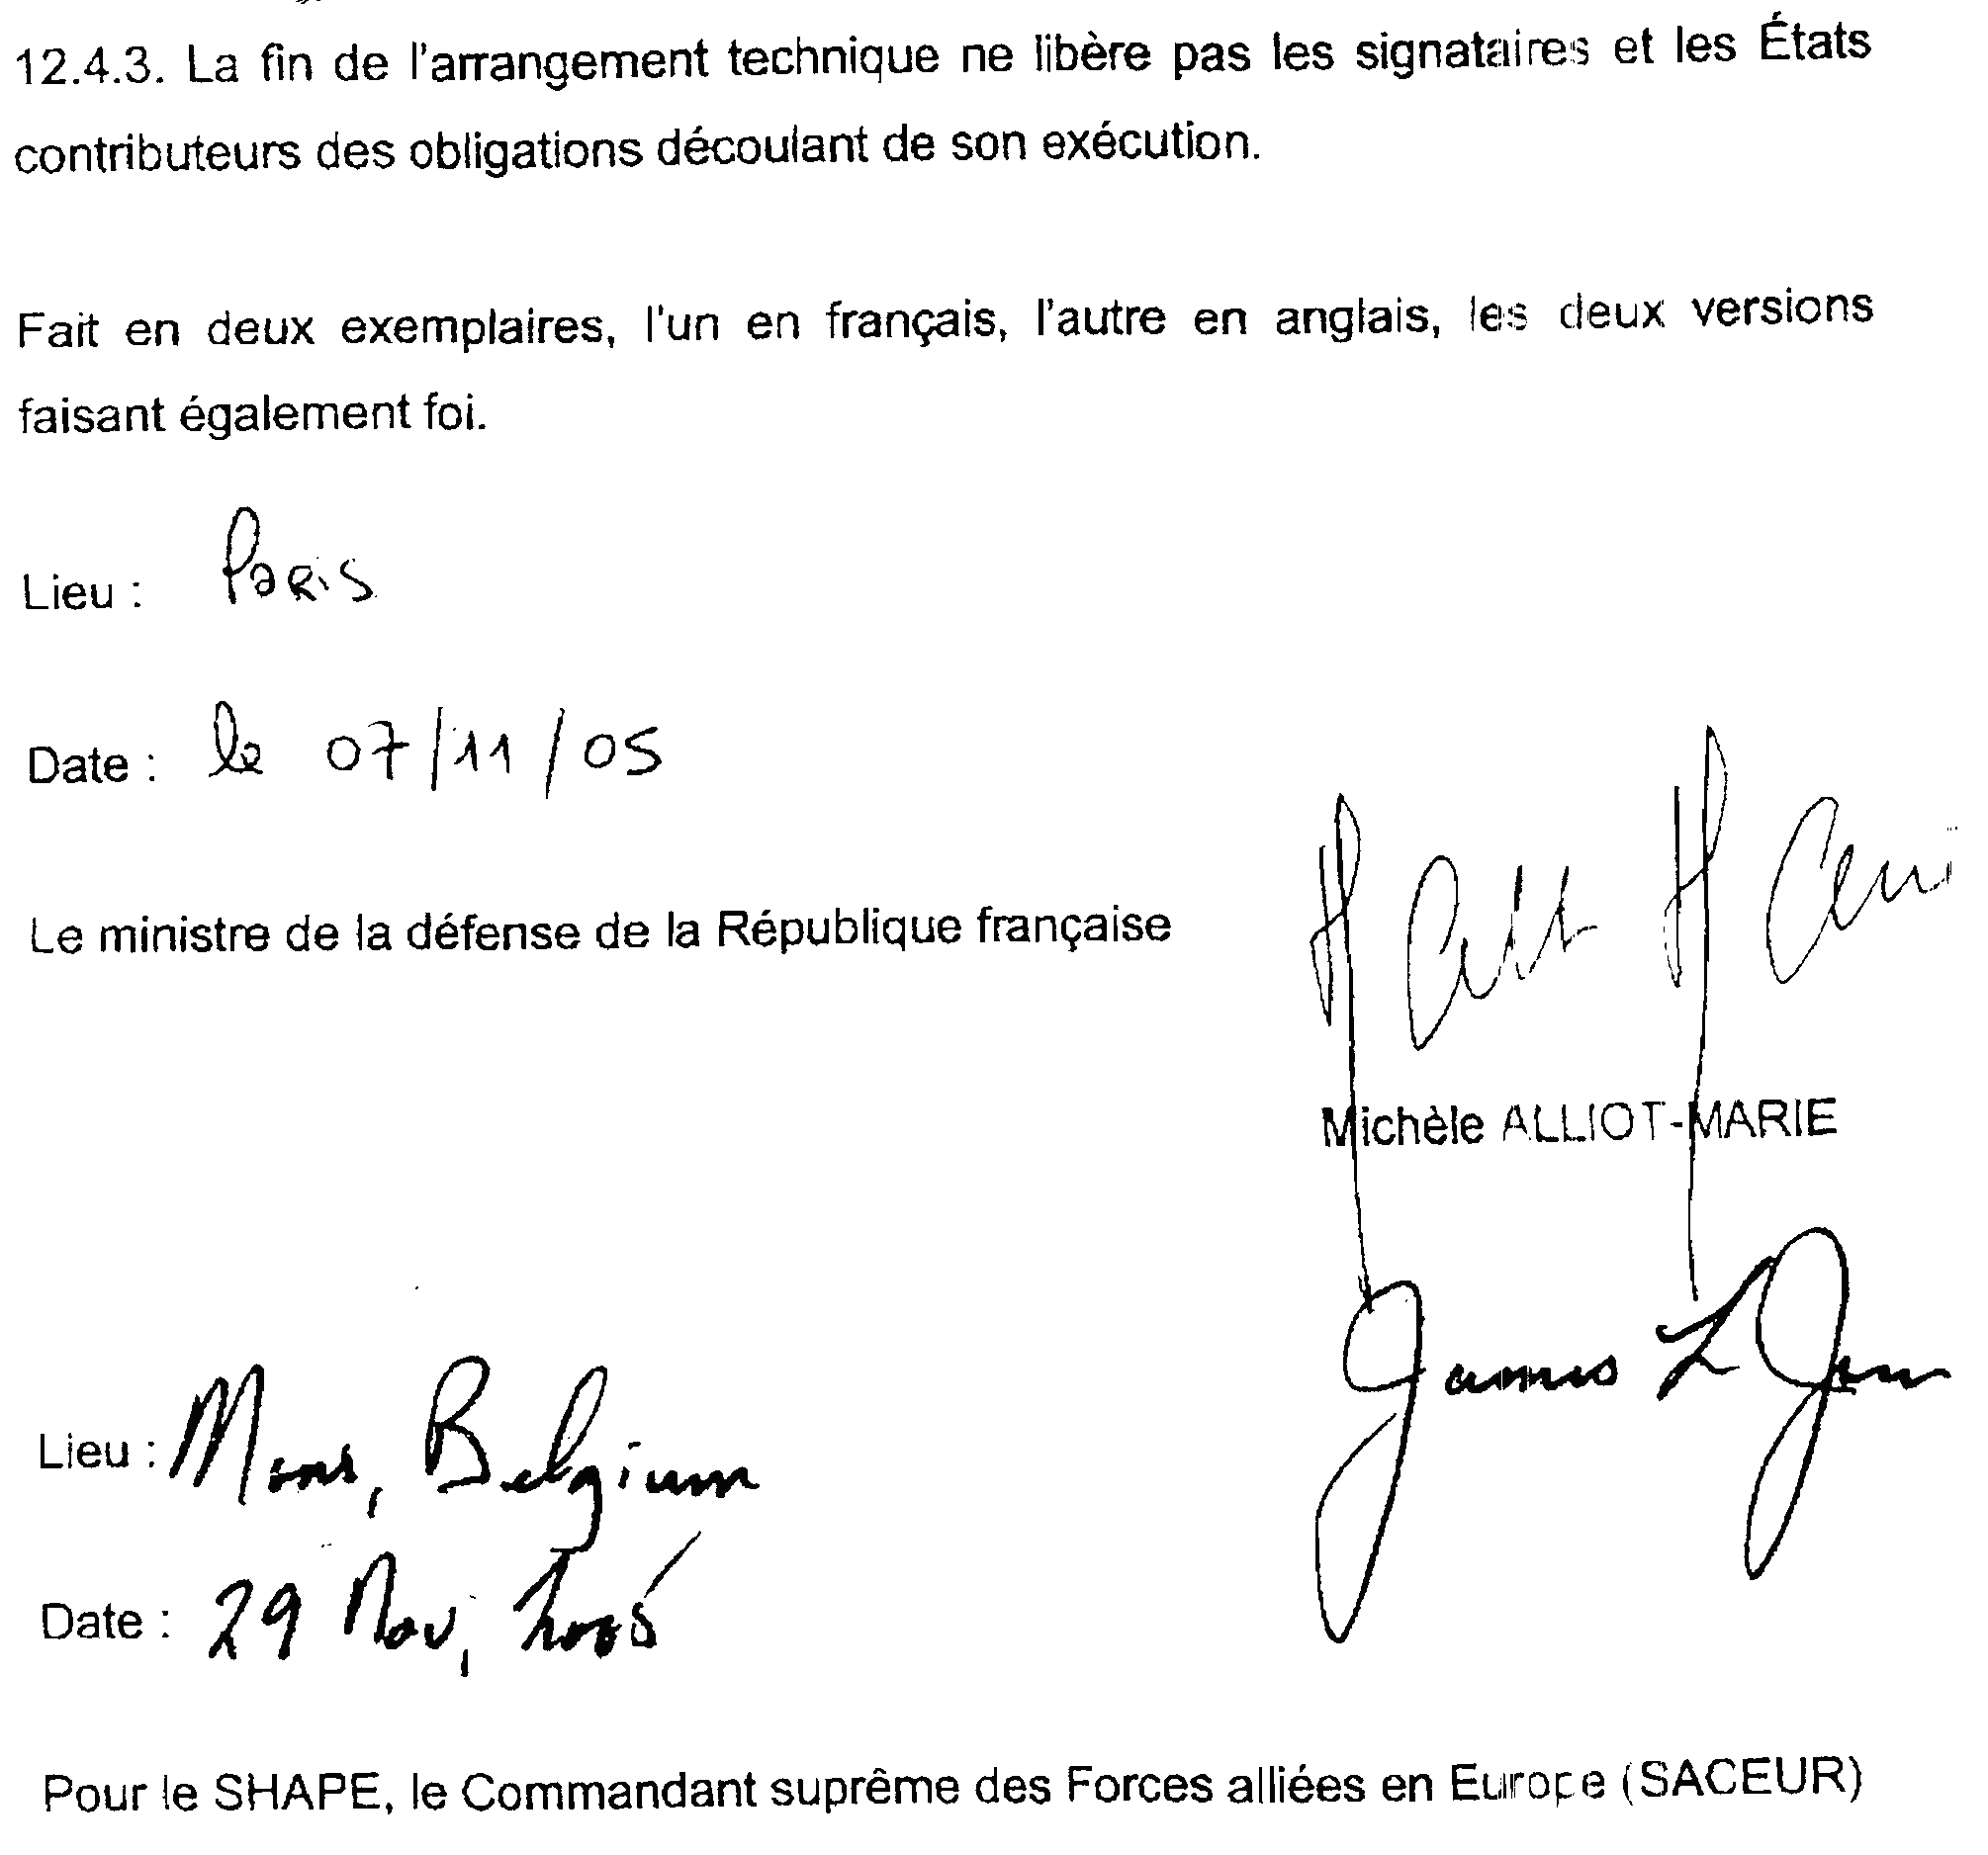 12.4.3. La fin de l'arrangement technique ne libère pas les signataires et les États
contributeurs des obligations découlant de son exécution.
Fait en deux exemplaires, l'un en français, l'autre en anglais, les deux versions
faisant également foi.
Lieu : Paris
Date : le 07/11/05
Le ministre de la défense de la République française
Michèle ALLIOT-MARIE
James L Jones
Lieu : Mons, Belgium
Date : 29 Nov, 2005
Pour le SHAPE, le Commandant suprême des Forces alliées en Europe (SACEUR)